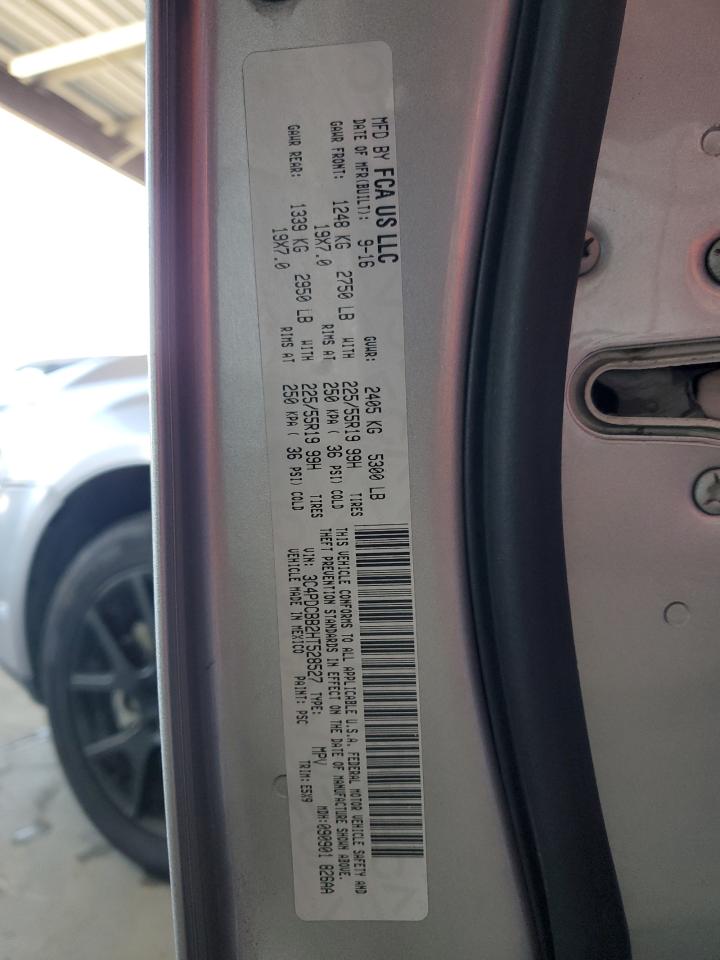 MFD BY FCA US LLC
DATE OF MFR(BUILT): 9-16 GVWR: 2405 KG 5300 LB
GAWR FRONT: 1248 KG 2750 LB WITH 225/55R19 99H TIRES
19X7.0 RIMS AT 250 KPA ( 36 PSI) COLD
GAWR REAR: 1339 KG 2950 LB WITH 225/55R19 99H TIRES
19X7.0 RIMS AT 250 KPA ( 36 PSI) COLD
THIS VEHICLE CONFORMS TO ALL APPLICABLE U.S.A. FEDERAL MOTOR VEHICLE SAFETY AND
THEFT PREVENTION STANDARDS IN EFFECT ON THE DATE OF MANUFACTURE SHOWN ABOVE.
VIN: 3C4PDCBB2HT528527 TYPE: MPV MDH:090901 826AA
VEHICLE MADE IN MEXICO PAINT: PSC TRIM:E5X9